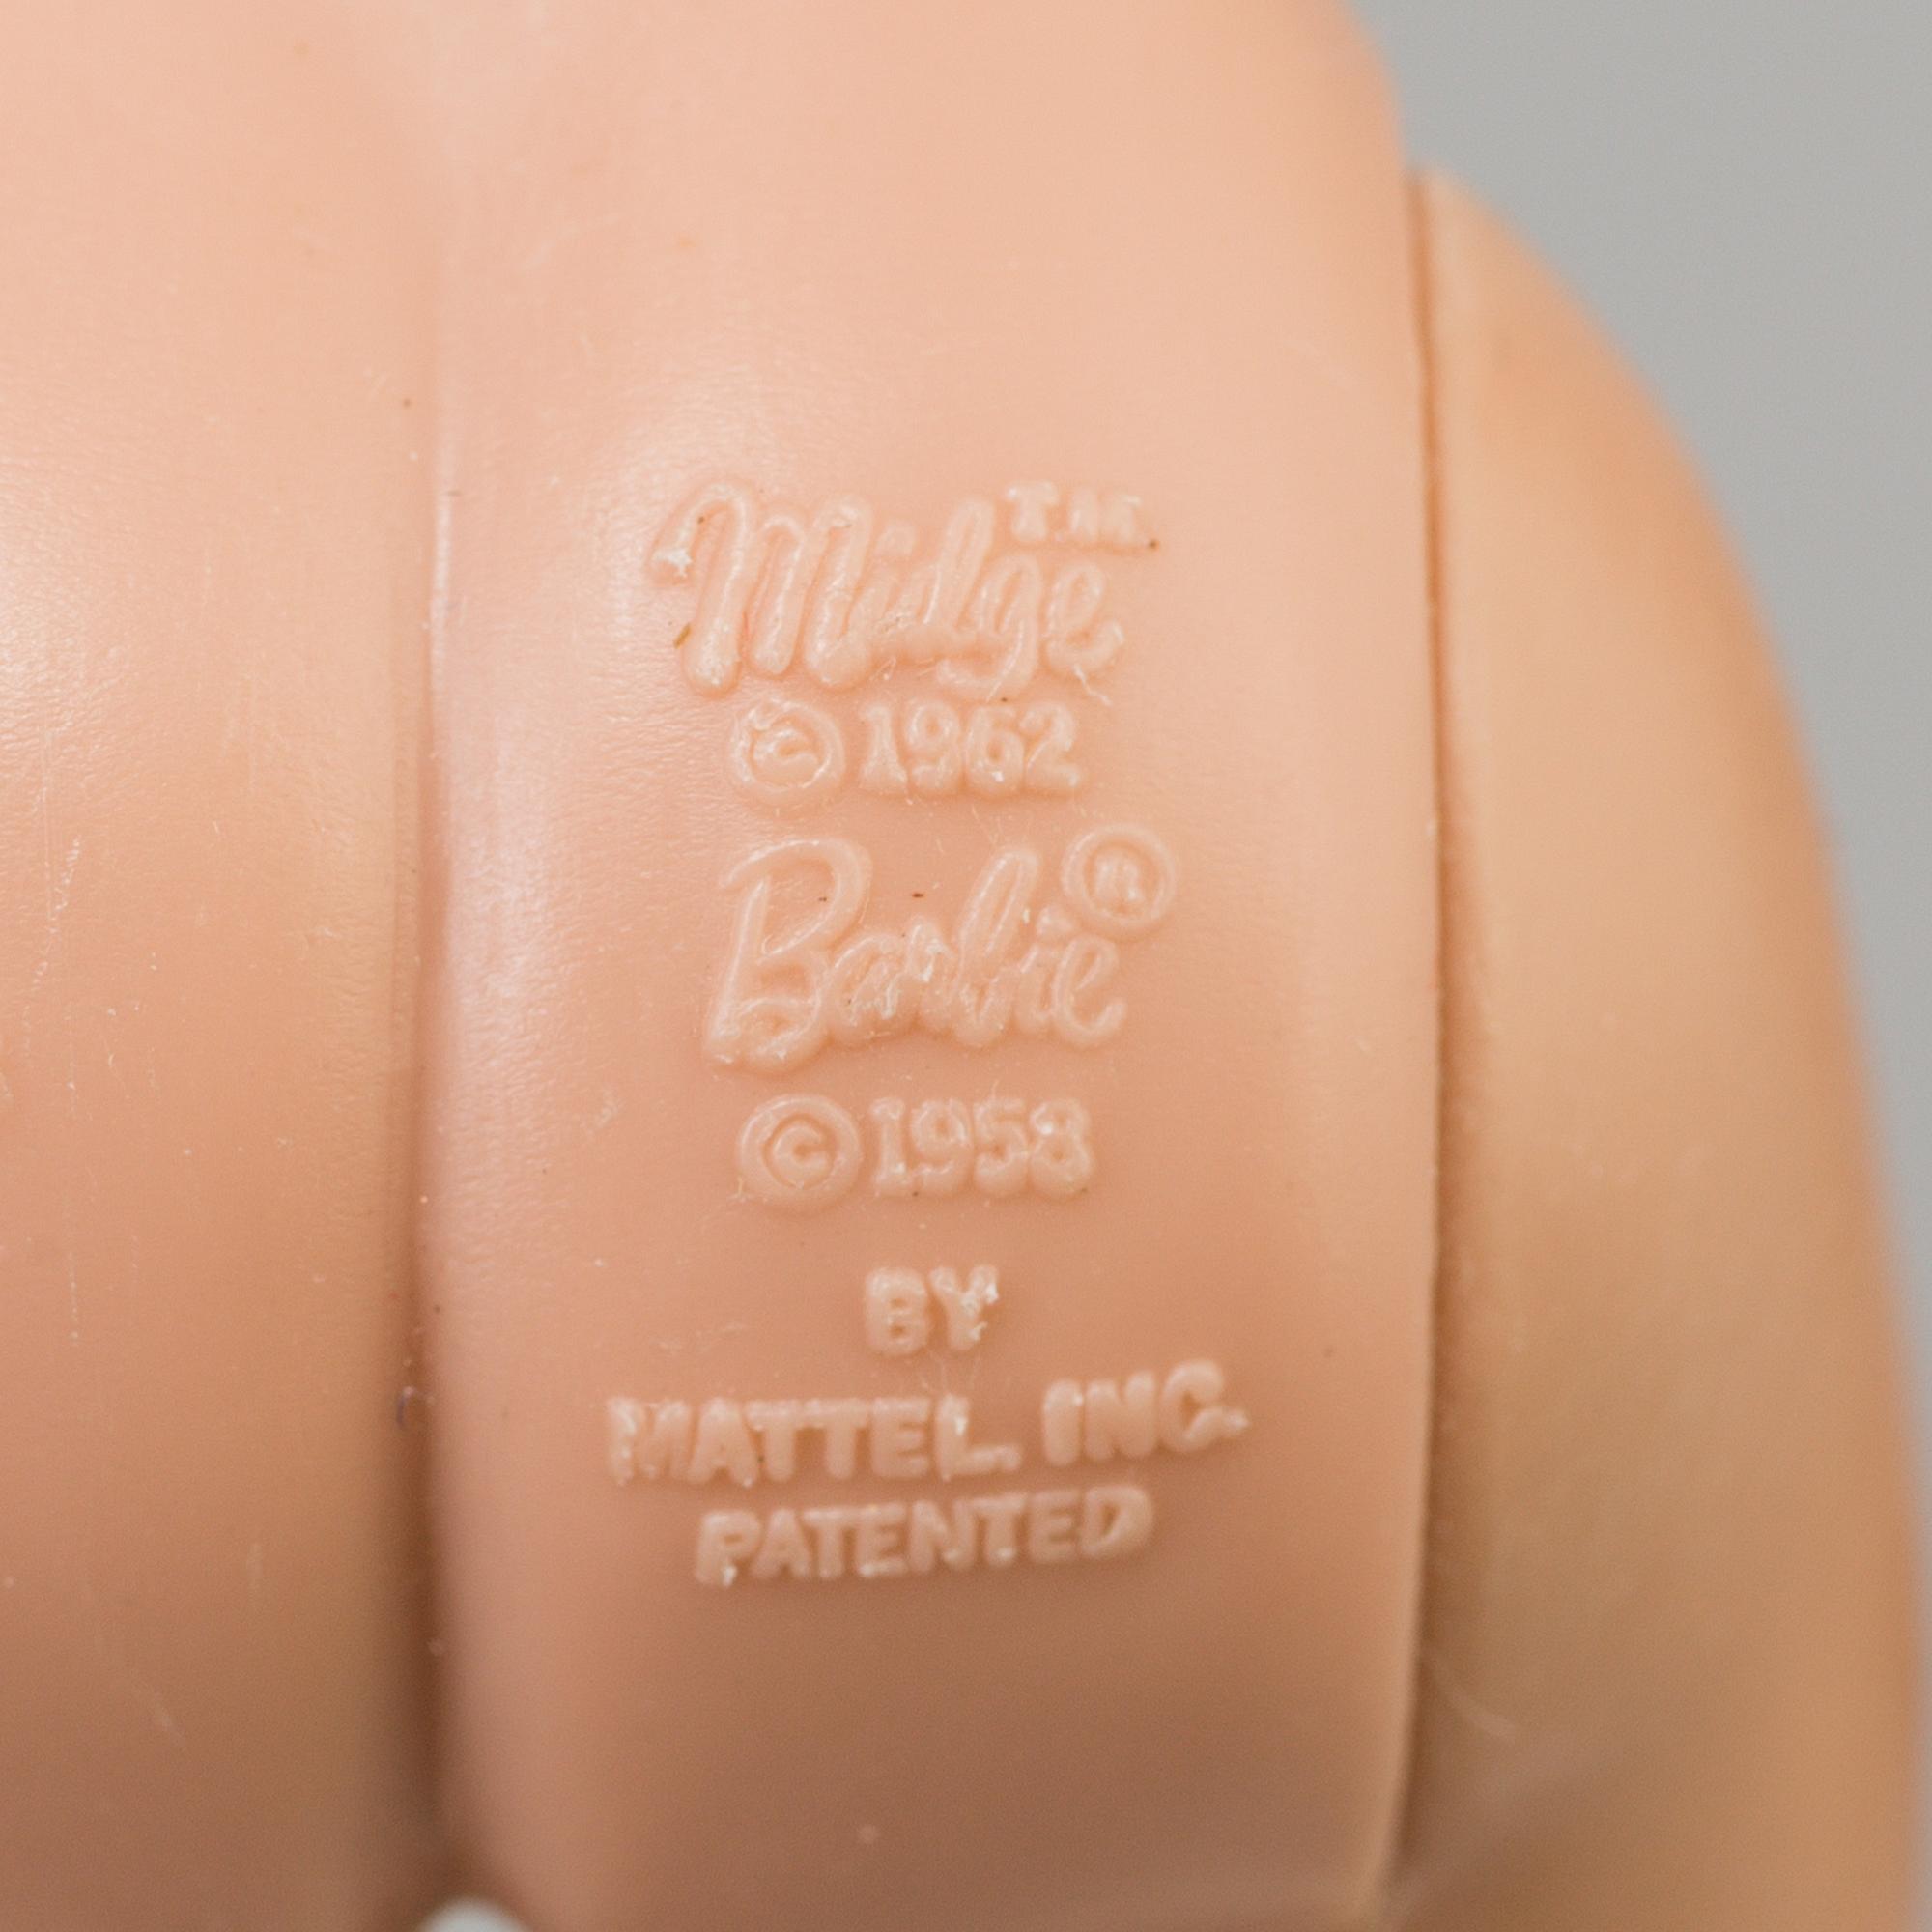 Midge T.M.
©1962
Barbie®
©1958
BY
MATTEL, INC.
PATENTED